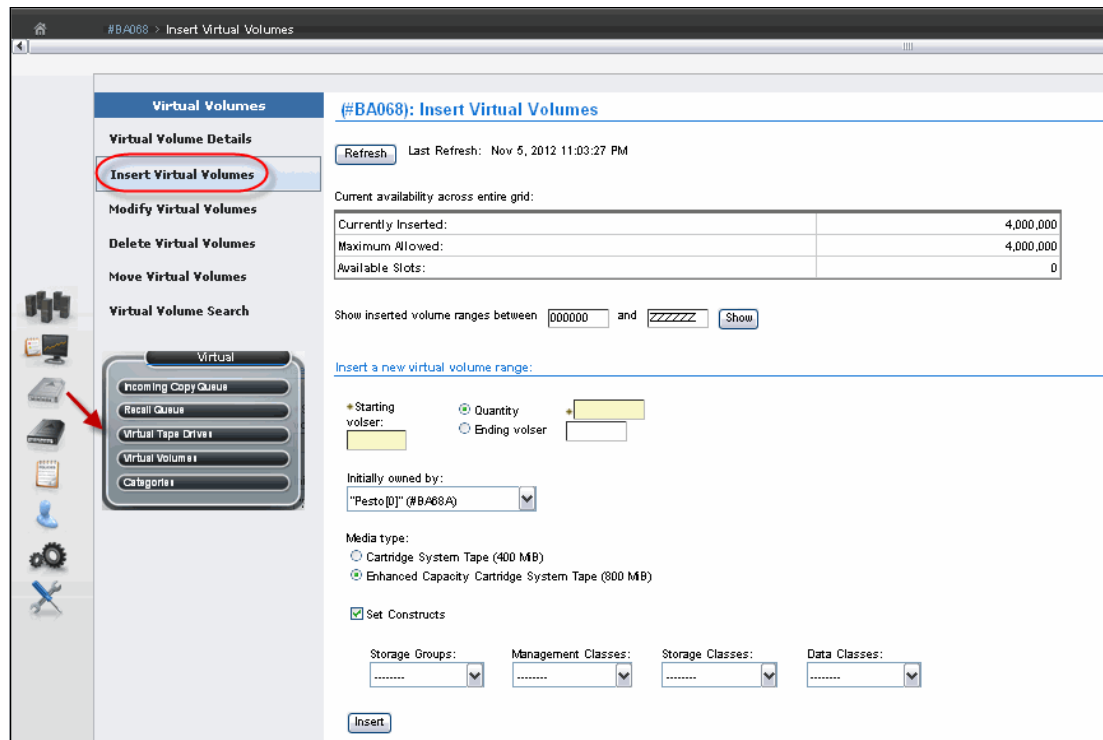 #BA068 > Insert Virtual Volumes
Virtual Volumes
Virtual Volume Details
Insert Virtual Volumes
Modify Virtual Volumes
Delete Virtual Volumes
Move Virtual Volumes
Virtual Volume Search
Virtual
Incoming Copy Queue
Recall Queue
Virtual Tape Drives
Virtual Volumes
Categories
(#BA068): Insert Virtual Volumes
Refresh Last Refresh: Nov 5, 2012 11:03:27 PM
Current availability across entire grid:
Currently Inserted: 4,000,000
Maximum Allowed: 4,000,000
Available Slots: 0
Show inserted volume ranges between 000000 and ZZZZZZ Show
Insert a new virtual volume range:
*Starting volser:
Quantity *
Ending volser
Initially owned by:
"Pesto[0]" (#BA68A)
Media type:
Cartridge System Tape (400 MiB)
Enhanced Capacity Cartridge System Tape (800 MiB)
Set Constructs
Storage Groups: Management Classes: Storage Classes: Data Classes:
-------- -------- -------- --------
Insert